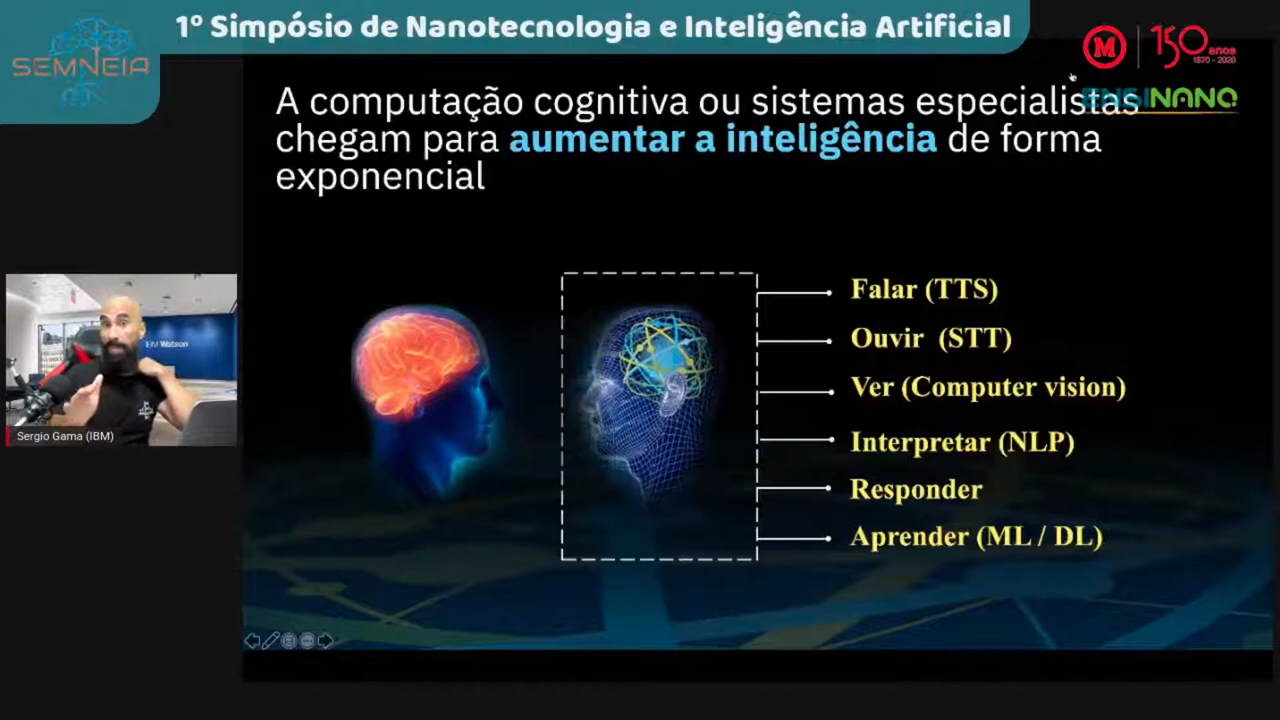 1º Simpósio de Nanotecnologia e Inteligência Artificial
SEMNEIA
M
150 anos
1870 - 2020
ENSINANO
A computação cognitiva ou sistemas especialistas
chegam para aumentar a inteligência de forma
exponencial
Falar (TTS)
Ouvir (STT)
Ver (Computer vision)
Interpretar (NLP)
Responder
Aprender (ML / DL)
IBM Watson
Sergio Gama (IBM)